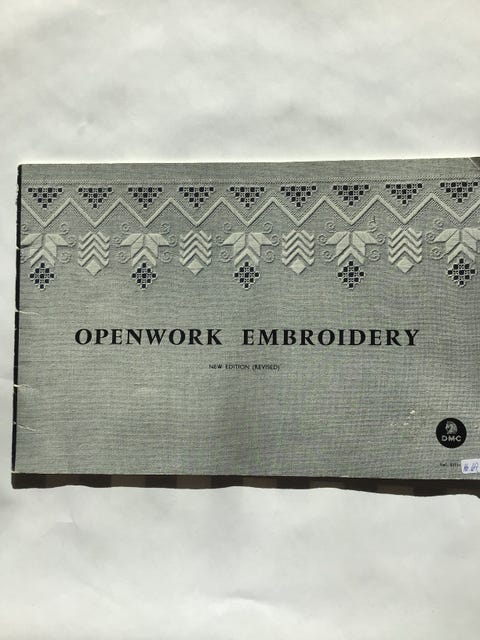 OPENWORK EMBROIDERY
NEW EDITION (REVISED)
DMC